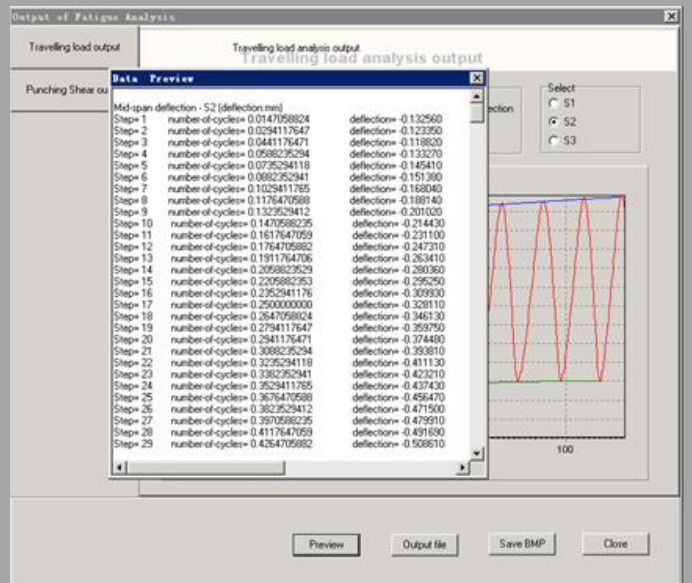 Output of Fatigue Analysis
Travelling load output
Travelling load analysis output
Travelling load analysis output
Punching Shear ou
Data Preview
Select
S1
S2
S3
ection
Mid-span deflection - S2 (deflection:mm)
Step= 1 number-of-cycles= 0.0147058824 deflection= -0.132560
Step= 2 number-of-cycles= 0.0294117647 deflection= -0.123350
Step= 3 number-of-cycles= 0.0441176471 deflection= -0.118820
Step= 4 number-of-cycles= 0.0588235294 deflection= -0.133270
Step= 5 number-of-cycles= 0.0735294118 deflection= -0.145410
Step= 6 number-of-cycles= 0.0882352941 deflection= -0.151380
Step= 7 number-of-cycles= 0.1029411765 deflection= -0.168040
Step= 8 number-of-cycles= 0.1176470588 deflection= -0.188140
Step= 9 number-of-cycles= 0.1323529412 deflection= -0.201020
Step= 10 number-of-cycles= 0.1470588235 deflection= -0.214430
Step= 11 number-of-cycles= 0.1617647059 deflection= -0.231100
Step= 12 number-of-cycles= 0.1764705882 deflection= -0.247310
Step= 13 number-of-cycles= 0.1911764706 deflection= -0.263410
Step= 14 number-of-cycles= 0.2058823529 deflection= -0.280360
Step= 15 number-of-cycles= 0.2205882353 deflection= -0.295250
Step= 16 number-of-cycles= 0.2352941176 deflection= -0.309930
Step= 17 number-of-cycles= 0.2500000000 deflection= -0.328110
Step= 18 number-of-cycles= 0.2647058824 deflection= -0.346130
Step= 19 number-of-cycles= 0.2794117647 deflection= -0.359750
Step= 20 number-of-cycles= 0.2941176471 deflection= -0.374480
Step= 21 number-of-cycles= 0.3088235294 deflection= -0.393810
Step= 22 number-of-cycles= 0.3235294118 deflection= -0.411130
Step= 23 number-of-cycles= 0.3382352941 deflection= -0.423210
Step= 24 number-of-cycles= 0.3529411765 deflection= -0.437430
Step= 25 number-of-cycles= 0.3676470588 deflection= -0.456470
Step= 26 number-of-cycles= 0.3823529412 deflection= -0.471500
Step= 27 number-of-cycles= 0.3970588235 deflection= -0.479910
Step= 28 number-of-cycles= 0.4117647059 deflection= -0.491690
Step= 29 number-of-cycles= 0.4264705882 deflection= -0.508610
100
Preview
Output file
Save BMP
Close